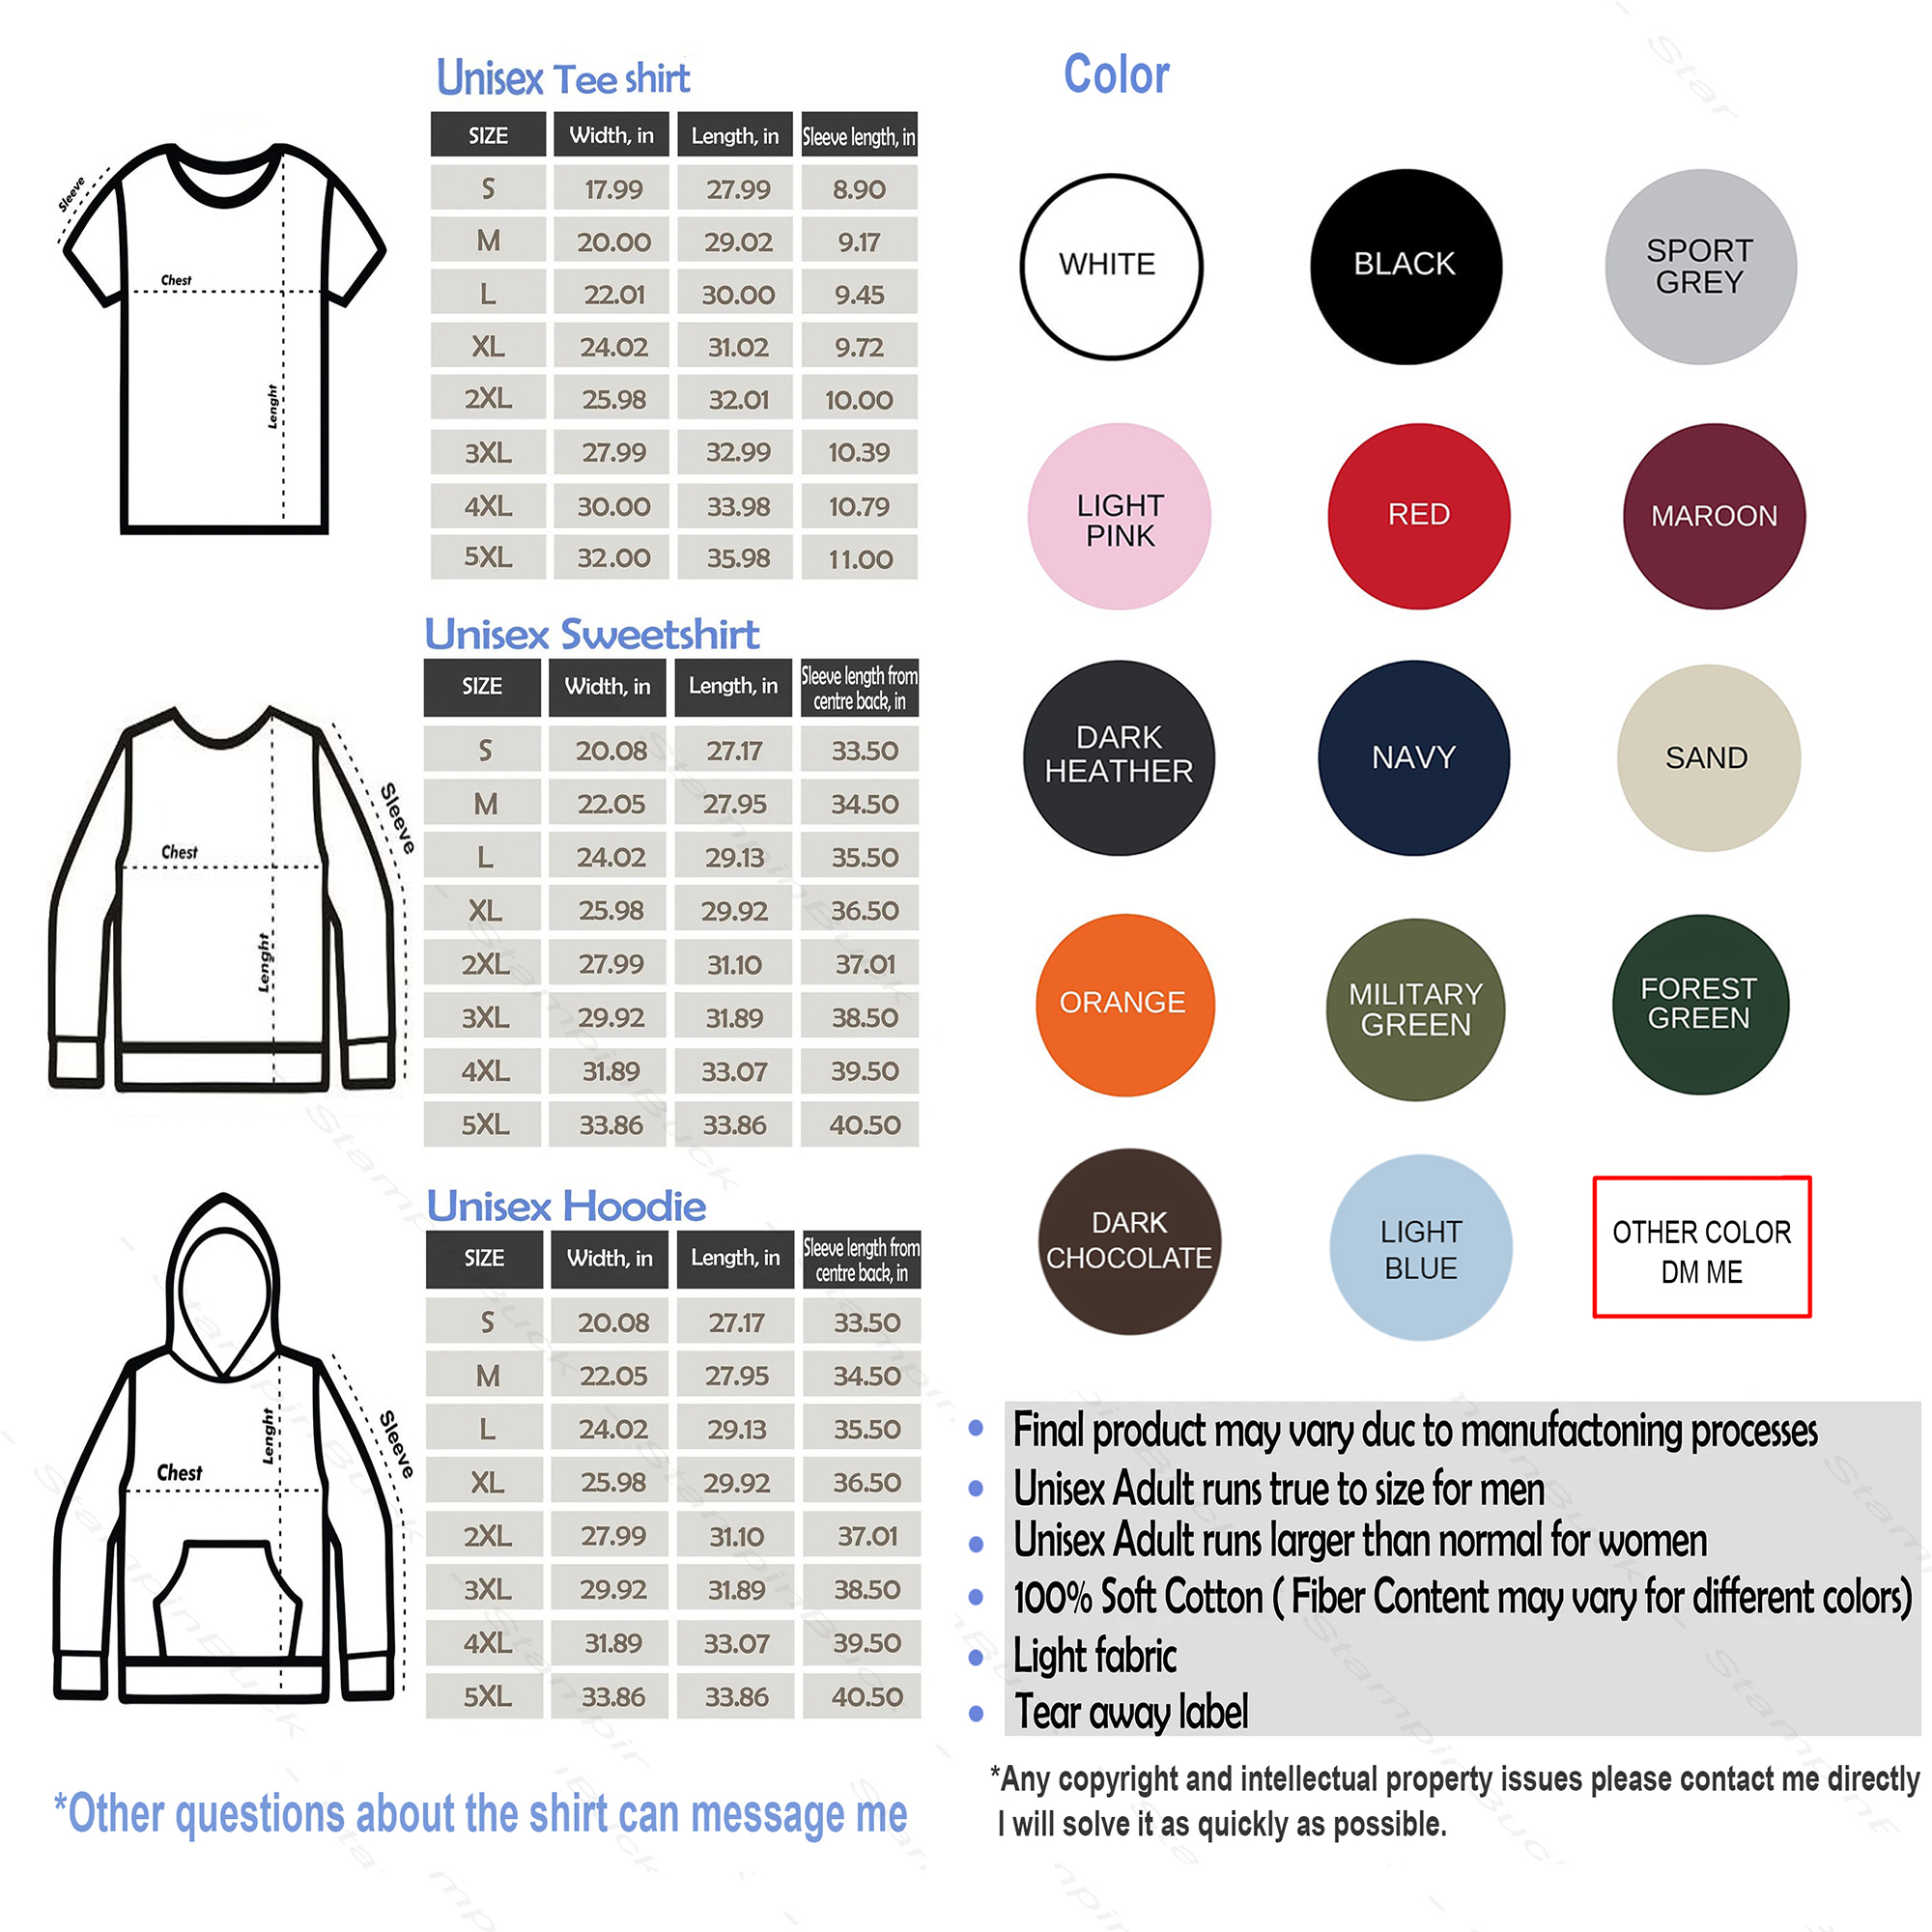 Unisex Tee shirt
SIZE Width, in Length, in Sleeve length, in
S 17.99 27.99 8.90
M 20.00 29.02 9.17
L 22.01 30.00 9.45
XL 24.02 31.02 9.72
2XL 25.98 32.01 10.00
3XL 27.99 32.99 10.39
4XL 30.00 33.98 10.79
5XL 32.00 35.98 11.00
Sleeve
Chest
Lenght
Unisex Sweetshirt
SIZE Width, in Length, in Sleeve length from
centre back, in
S 20.08 27.17 33.50
M 22.05 27.95 34.50
L 24.02 29.13 35.50
XL 25.98 29.92 36.50
2XL 27.99 31.10 37.01
3XL 29.92 31.89 38.50
4XL 31.89 33.07 39.50
5XL 33.86 33.86 40.50
Sleeve
Chest
Lenght
Unisex Hoodie
SIZE Width, in Length, in Sleeve length from
centre back, in
S 20.08 27.17 33.50
M 22.05 27.95 34.50
L 24.02 29.13 35.50
XL 25.98 29.92 36.50
2XL 27.99 31.10 37.01
3XL 29.92 31.89 38.50
4XL 31.89 33.07 39.50
5XL 33.86 33.86 40.50
Lenght
Sleeve
Chest
*Other questions about the shirt can message me
Color
WHITE
BLACK
SPORT
GREY
LIGHT
PINK
RED
MAROON
DARK
HEATHER
NAVY
SAND
ORANGE
MILITARY
GREEN
FOREST
GREEN
DARK
CHOCOLATE
LIGHT
BLUE
OTHER COLOR
DM ME
Final product may vary duc to manufactoning processes
Unisex Adult runs true to size for men
Unisex Adult runs larger than normal for women
100% Soft Cotton ( Fiber Content may vary for different colors)
Light fabric
Tear away label
*Any copyright and intellectual property issues please contact me directly
I will solve it as quickly as possible.
StampinBuck